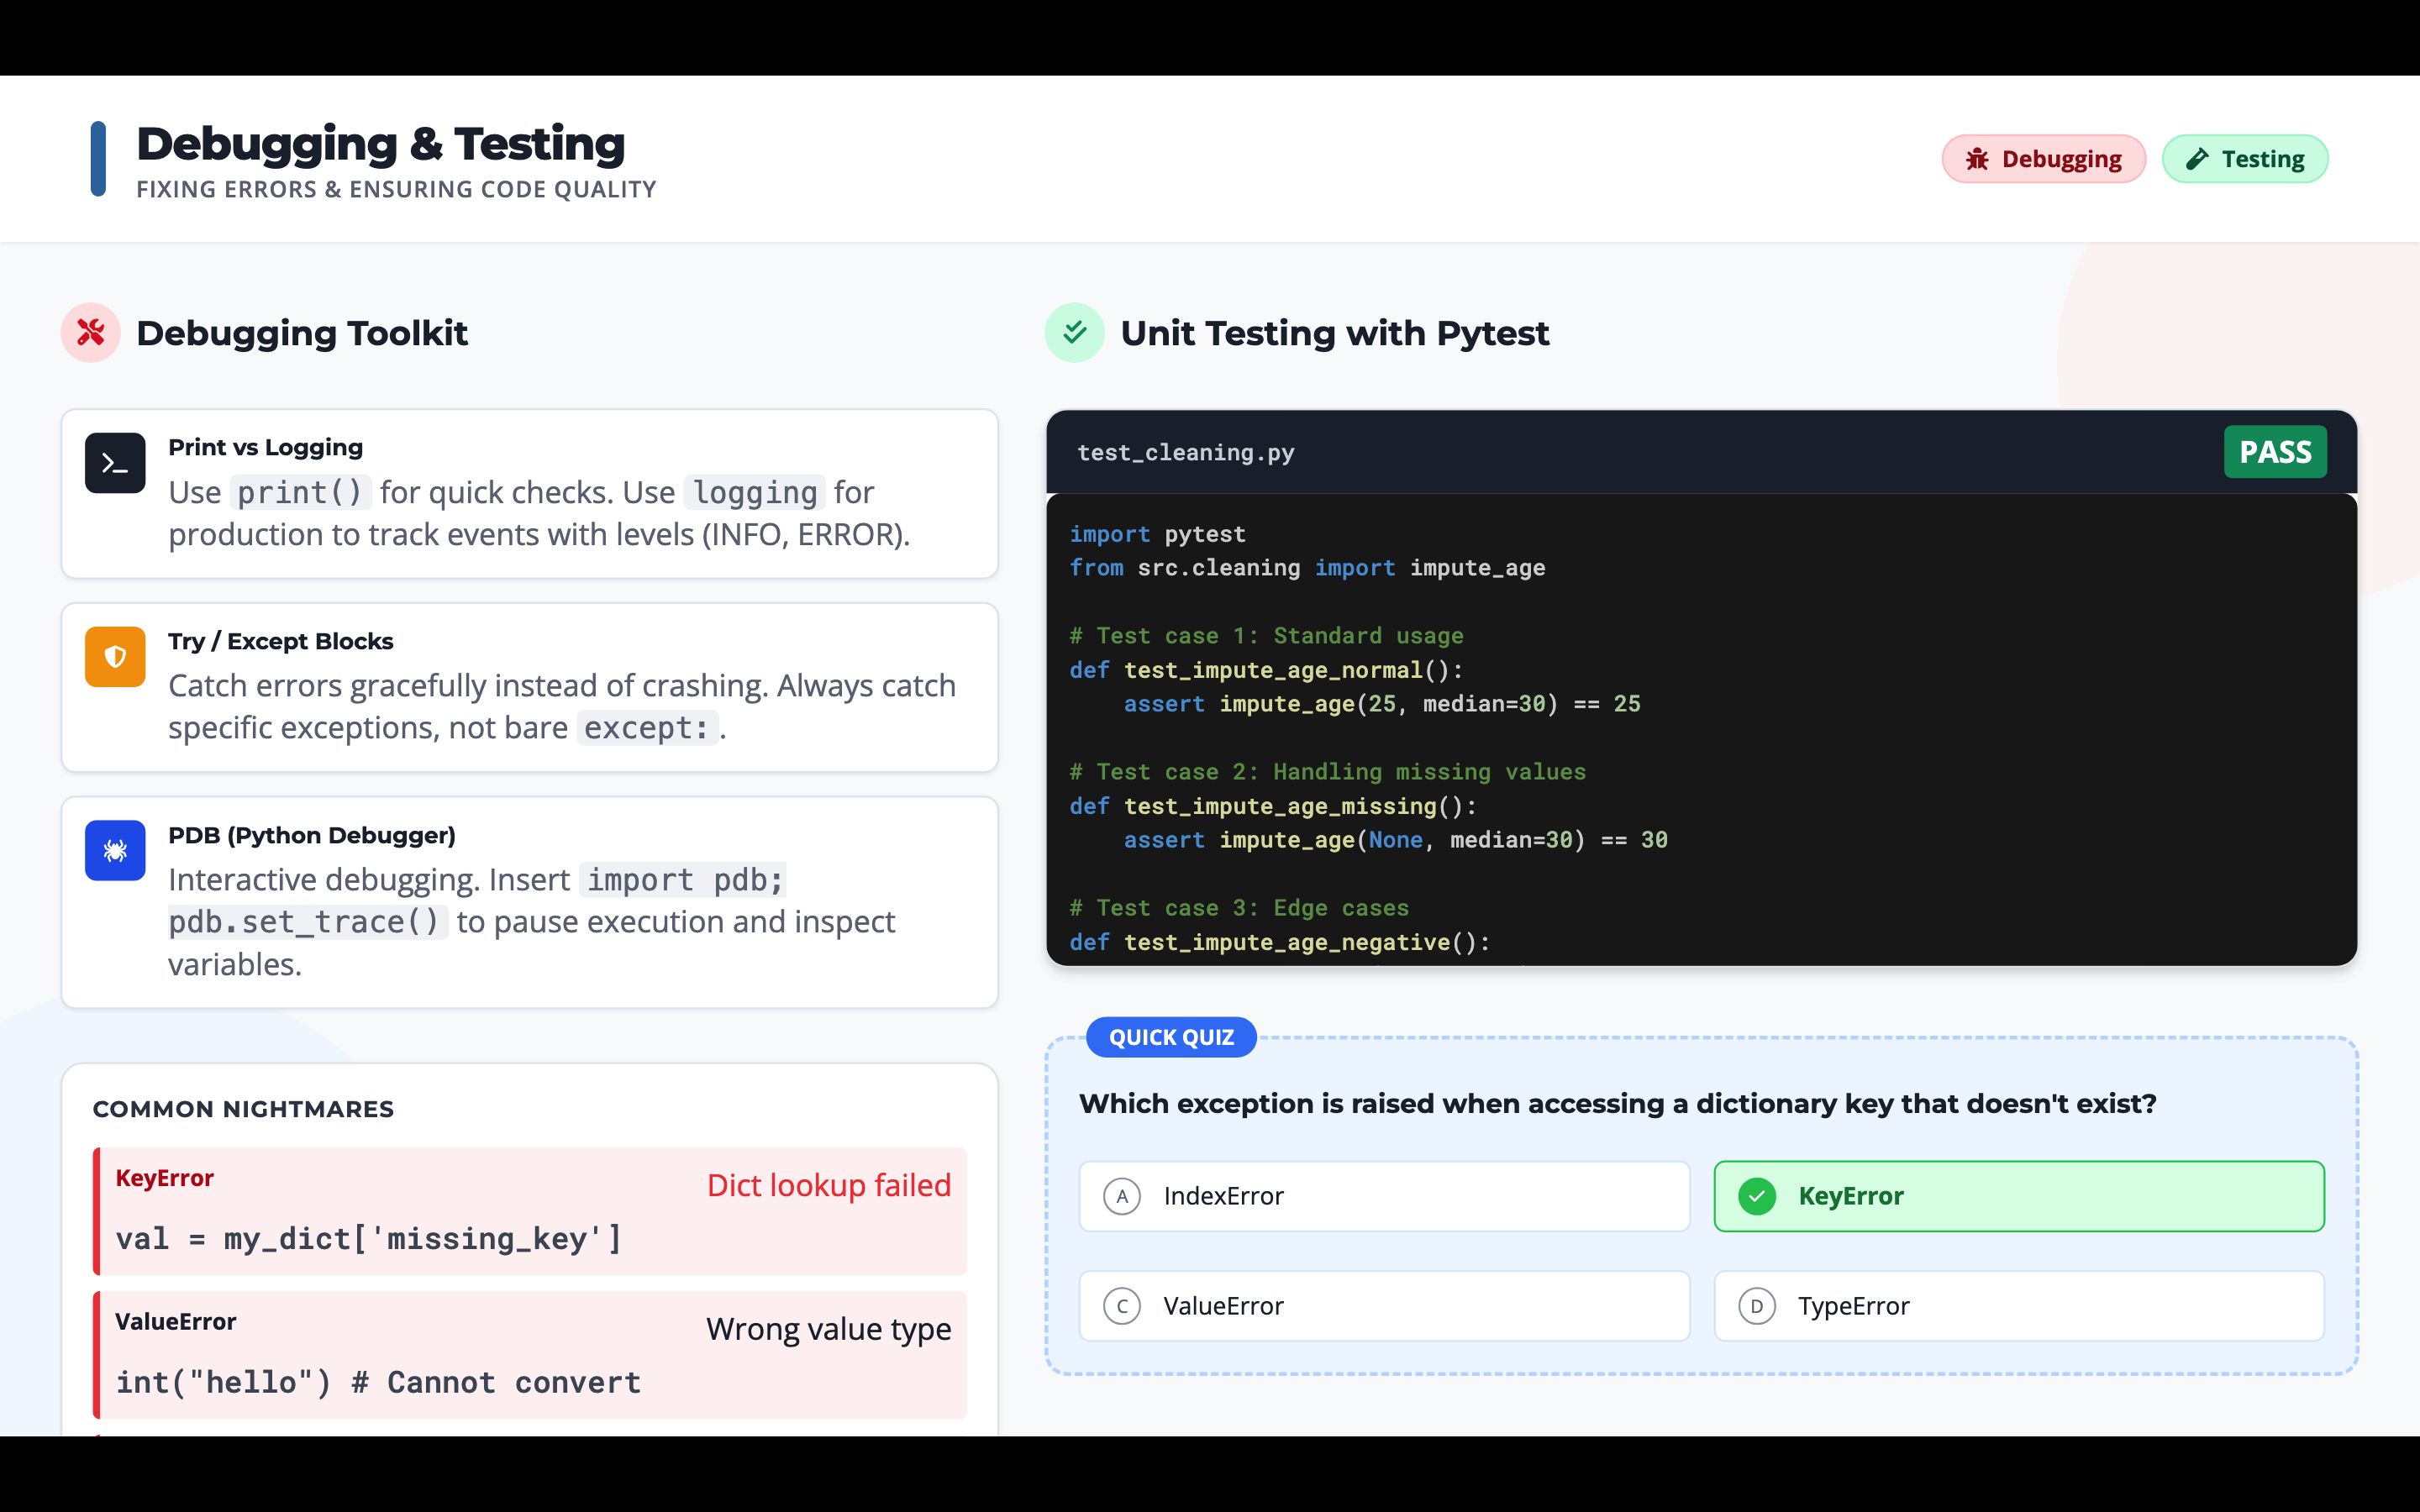 Debugging & Testing
FIXING ERRORS & ENSURING CODE QUALITY
Debugging
Testing
Debugging Toolkit
Print vs Logging
Use print() for quick checks. Use logging for
production to track events with levels (INFO, ERROR).
Try / Except Blocks
Catch errors gracefully instead of crashing. Always catch
specific exceptions, not bare except: .
PDB (Python Debugger)
Interactive debugging. Insert import pdb;
pdb.set_trace() to pause execution and inspect
variables.
COMMON NIGHTMARES
KeyError
Dict lookup failed
val = my_dict['missing_key']
ValueError
Wrong value type
int("hello") # Cannot convert
Unit Testing with Pytest
test_cleaning.py
PASS
import pytest
from src.cleaning import impute_age
# Test case 1: Standard usage
def test_impute_age_normal():
    assert impute_age(25, median=30) == 25
# Test case 2: Handling missing values
def test_impute_age_missing():
    assert impute_age(None, median=30) == 30
# Test case 3: Edge cases
def test_impute_age_negative():
QUICK QUIZ
Which exception is raised when accessing a dictionary key that doesn't exist?
A IndexError
KeyError
C ValueError
D TypeError